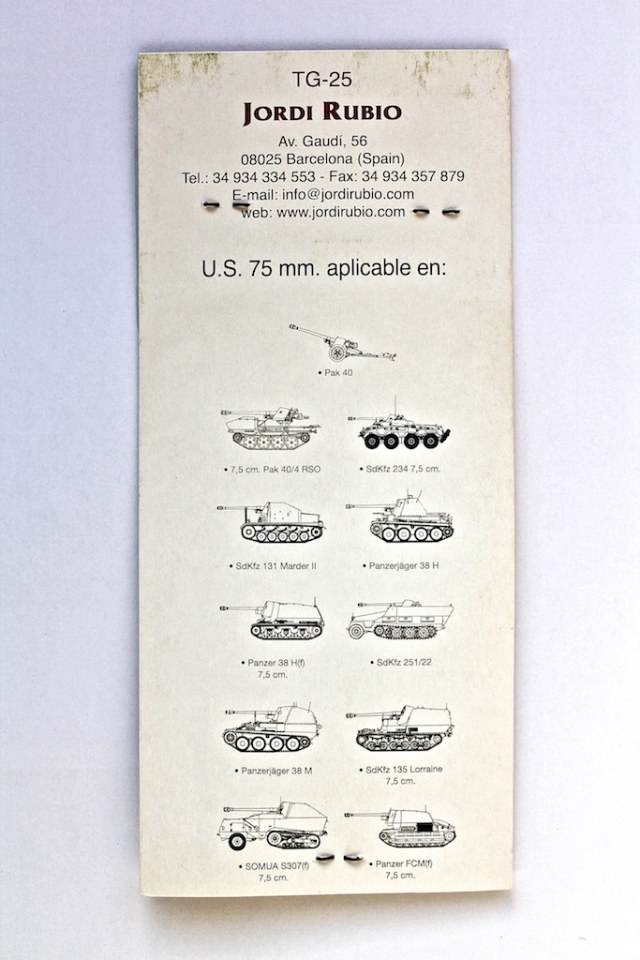 TG-25
JORDI RUBIO
Av. Gaudí, 56
08025 Barcelona (Spain)
Tel.: 34 934 334 553 - Fax: 34 934 357 879
E-mail: info@jordirubio.com
web: www.jordirubio.com
U.S. 75 mm. aplicable en:
• Pak 40
• 7,5 cm. Pak 40/4 RSO
• SdKfz 234 7,5 cm.
• SdKfz 131 Marder II
• Panzerjäger 38 H
• Panzer 38 H(f)
7,5 cm.
• SdKfz 251/22
• Panzerjäger 38 M
• SdKfz 135 Lorraine
7,5 cm.
• SOMUA S307(f)
7,5 cm.
• Panzer FCM(f)
7,5 cm.